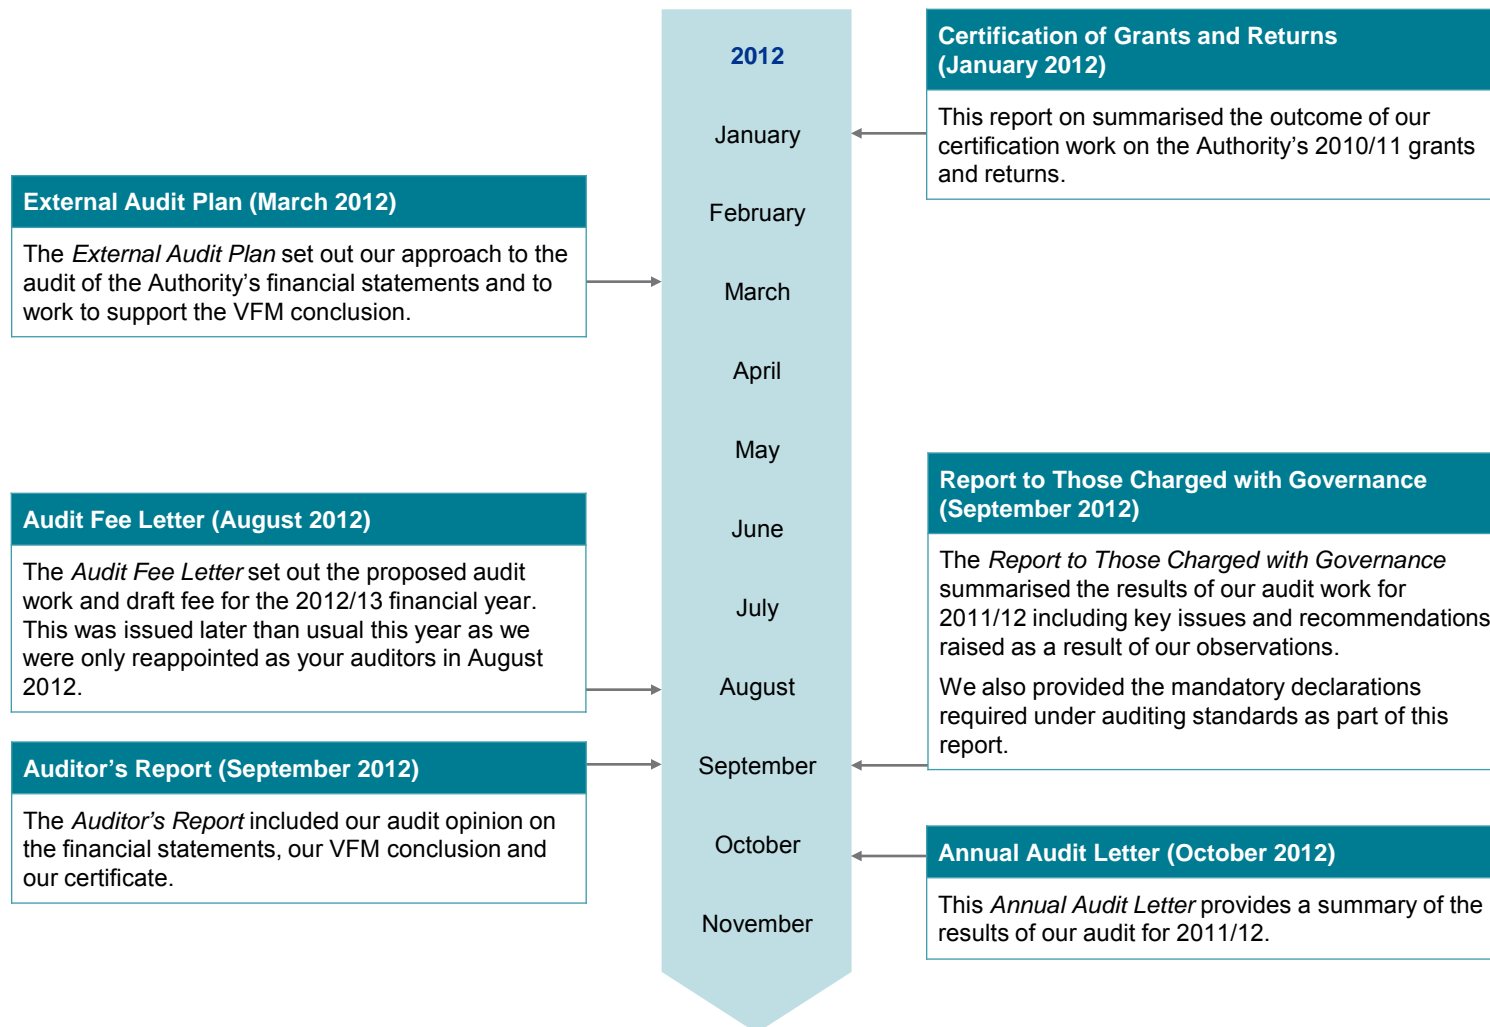 2012
January
February
March
April
May
June
July
August
September
October
November
External Audit Plan (March 2012)
The External Audit Plan set out our approach to the
audit of the Authority's financial statements and to
work to support the VFM conclusion.
Audit Fee Letter (August 2012)
The Audit Fee Letter set out the proposed audit
work and draft fee for the 2012/13 financial year.
This was issued later than usual this year as we
were only reappointed as your auditors in August
2012.
Auditor's Report (September 2012)
The Auditor's Report included our audit opinion on
the financial statements, our VFM conclusion and
our certificate.
Certification of Grants and Returns
(January 2012)
This report on summarised the outcome of our
certification work on the Authority's 2010/11 grants
and returns.
Report to Those Charged with Governance
(September 2012)
The Report to Those Charged with Governance
summarised the results of our audit work for
2011/12 including key issues and recommendations
raised as a result of our observations.
We also provided the mandatory declarations
required under auditing standards as part of this
report.
Annual Audit Letter (October 2012)
This Annual Audit Letter provides a summary of the
results of our audit for 2011/12.